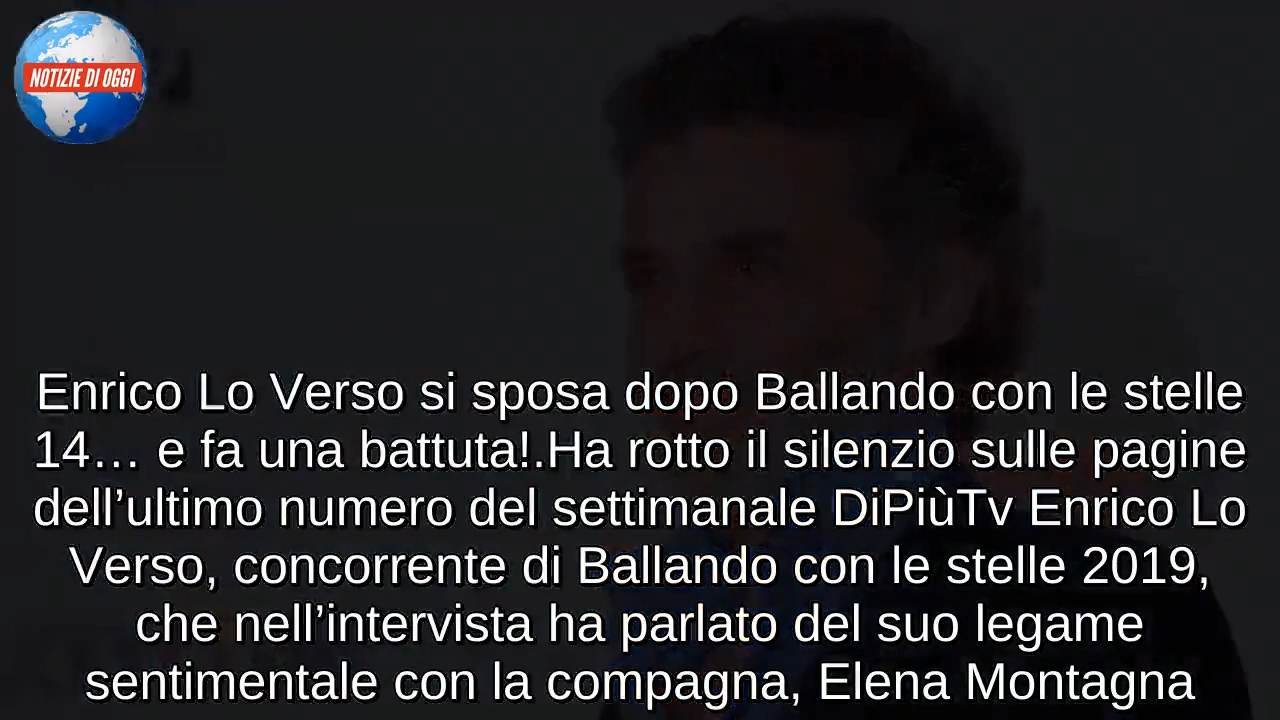 NOTIZIE DI OGGI
Enrico Lo Verso si sposa dopo Ballando con le stelle
14… e fa una battuta!.Ha rotto il silenzio sulle pagine
dell’ultimo numero del settimanale DiPiùTv Enrico Lo
Verso, concorrente di Ballando con le stelle 2019,
che nell’intervista ha parlato del suo legame
sentimentale con la compagna, Elena Montagna